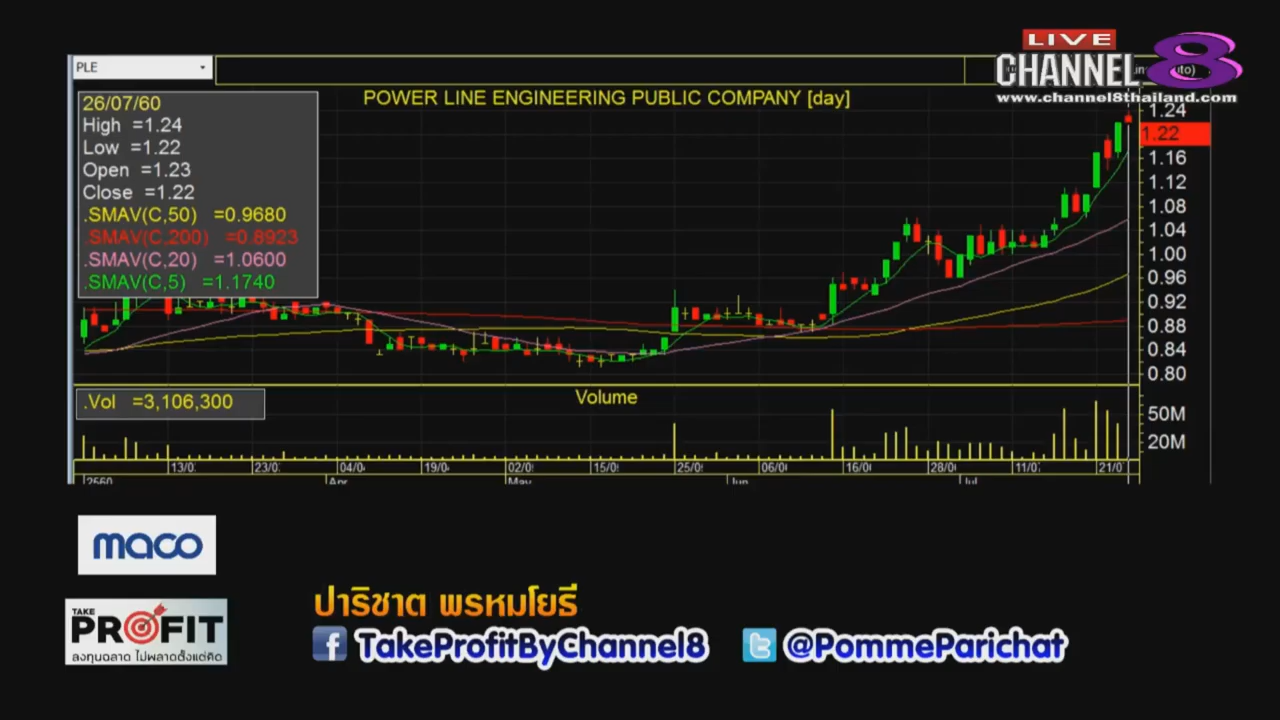 LIVE
CHANNEL 8
www.channel8thailand.com
PLE
POWER LINE ENGINEERING PUBLIC COMPANY [day]
26/07/60
High =1.24
Low =1.22
Open =1.23
Close =1.22
.SMAV(C,50) =0.9680
.SMAV(C,200) =0.8923
.SMAV(C,20) =1.0600
.SMAV(C,5) =1.1740
1.24
1.22
1.16
1.12
1.08
1.04
1.00
0.96
0.92
0.88
0.84
0.80
.Vol =3,106,300
Volume
50M
20M
13/0 23/0 04/0 19/0 02/0 15/0 25/0 06/0 16/0 28/0 11/0 21/0
2560 Apr May Jun Jul
maco
TAKE
PROFIT
ลงทุนฉลาด ไม่พลาดตั้งแต่คิด
ปาริชาต พรหมโยธี
f TakeProfitByChannel8 @PommeParichat